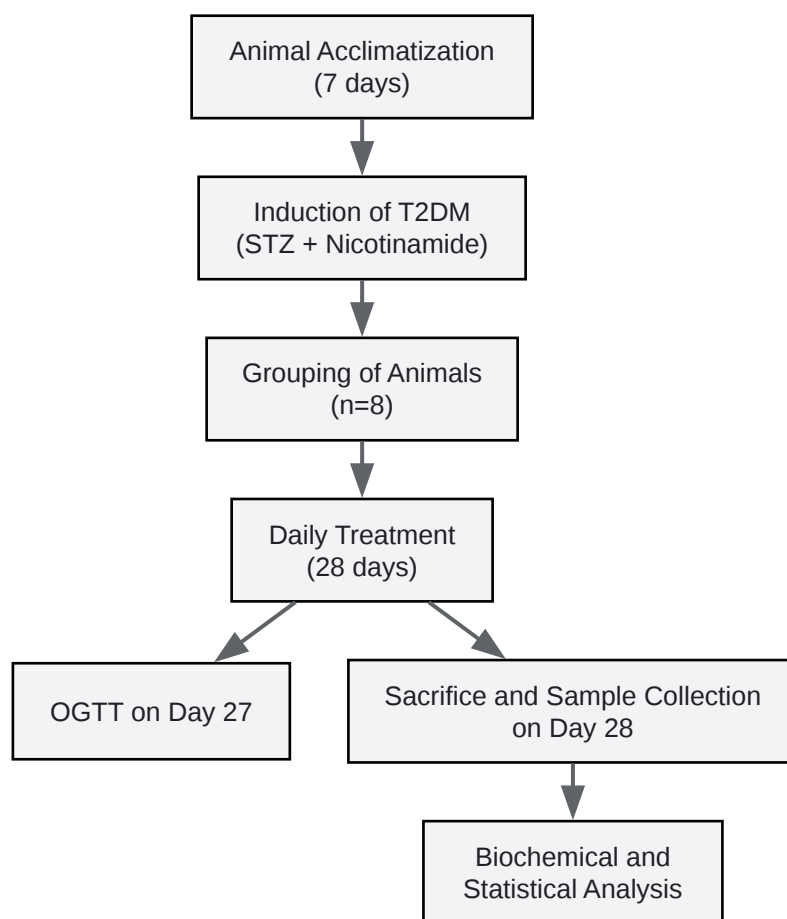 Animal Acclimatization
(7 days)
Induction of T2DM
(STZ + Nicotinamide)
Grouping of Animals
(n=8)
Daily Treatment
(28 days)
OGTT on Day 27
Sacrifice and Sample Collection
on Day 28
Biochemical and
Statistical Analysis